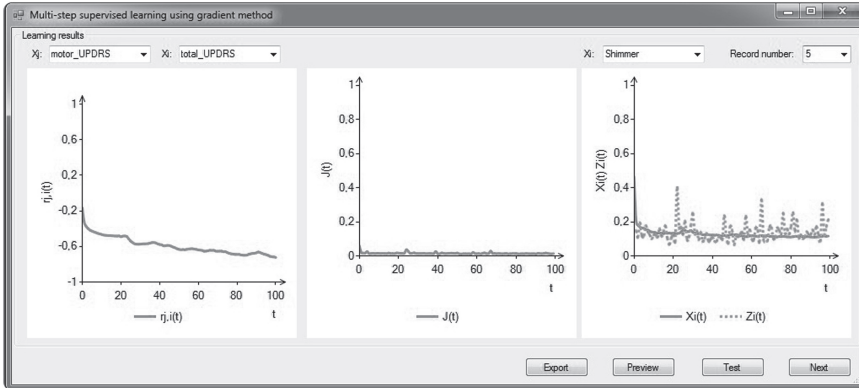 Multi-step supervised learning using gradient method
Learning results
Xj: motor_UPDRS Xi: total_UPDRS Xi: Shimmer Record number: 5
rj,i(t)
1
0,6
0,2
-0,2
-0,6
-1
0 20 40 60 80 100
t
rj,i(t)
J(t)
1
0,8
0,6
0,4
0,2
0
0 20 40 60 80 100
t
J(t)
Xi(t) Zi(t)
1
0,8
0,6
0,4
0,2
0
0 20 40 60 80 100
t
Xi(t) Zi(t)
Export Preview Test Next